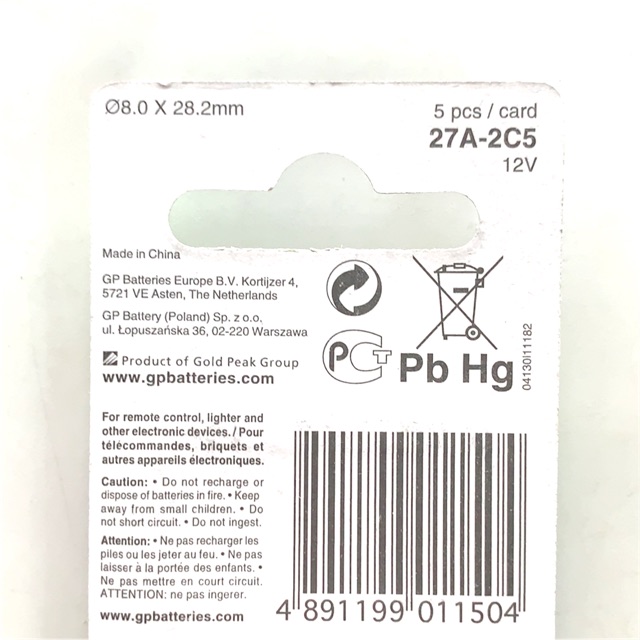 Ø8.0 X 28.2mm
5 pcs / card
27A-2C5
12V
Made in China
GP Batteries Europe B.V. Kortijzer 4,
5721 VE Asten, The Netherlands
GP Battery (Poland) Sp. z o.o.
ul. Łopuszańska 36, 02-220 Warszawa
Product of Gold Peak Group
www.gpbatteries.com
PCT
Pb Hg
04130I11182
For remote control, lighter and
other electronic devices. / Pour
télécommandes, briquets et
autres appareils électroniques.
Caution: • Do not recharge or
dispose of batteries in fire. • Keep
away from small children. • Do
not short circuit. • Do not ingest.
Attention: • Ne pas recharger les
piles ou les jeter au feu. • Ne pas
laisser à la portée des enfants. •
Ne pas mettre en court circuit.
ATTENTION: ne pas ingerer.
www.gpbatteries.com
4 891199 011504